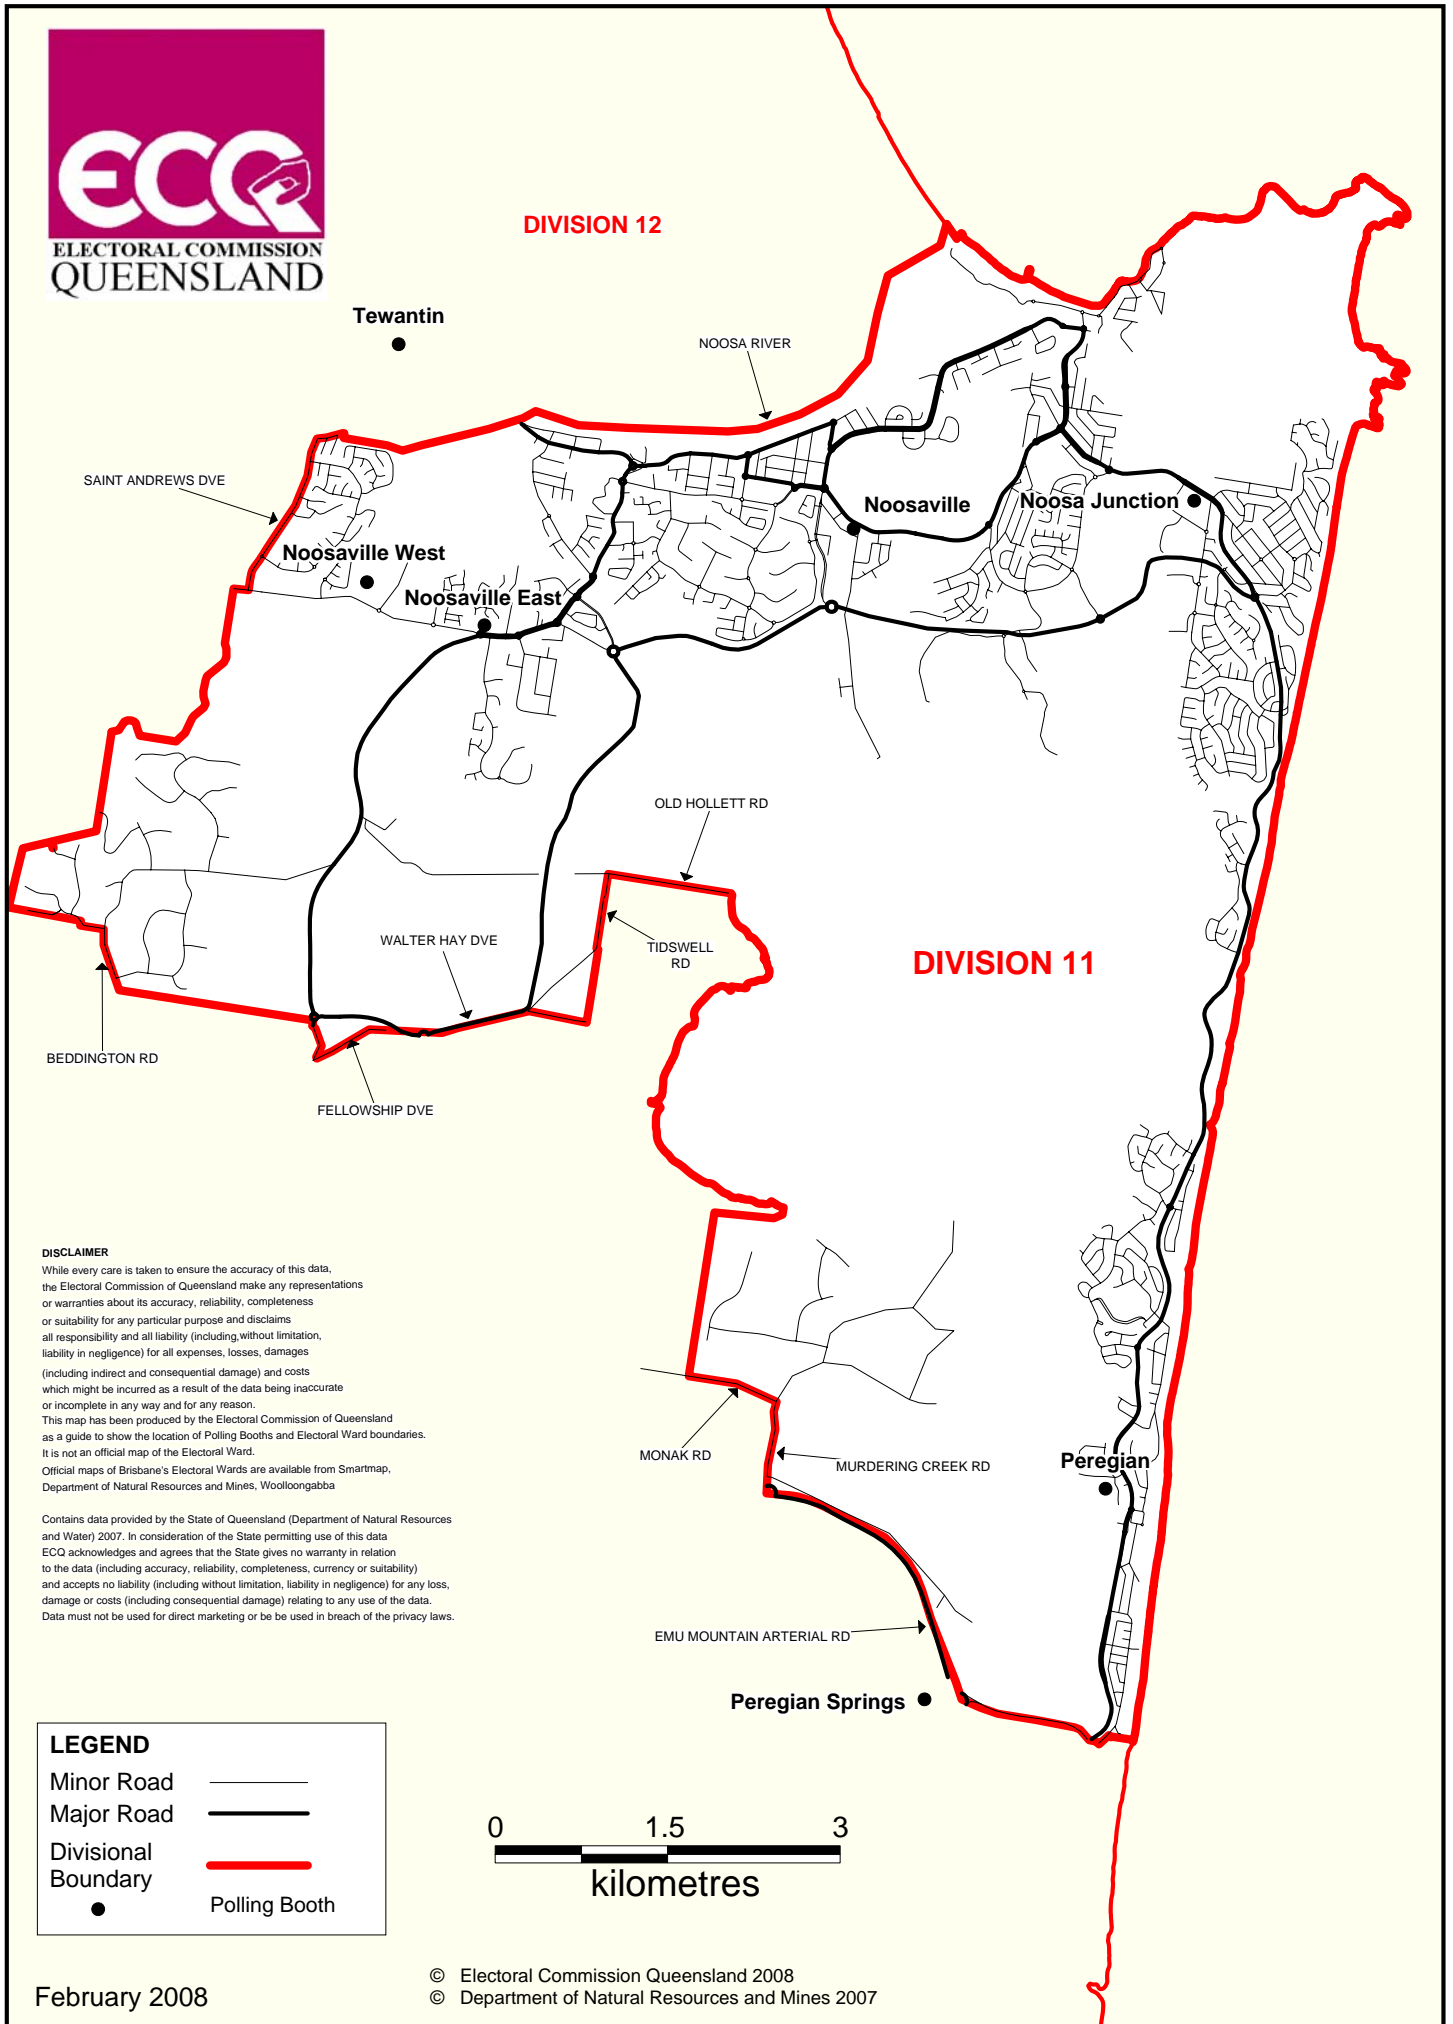 ECQ
ELECTORAL COMMISSION
QUEENSLAND
DIVISION 12
Tewantin
NOOSA RIVER
SAINT ANDREWS DVE
Noosaville
Noosa Junction
Noosaville West
Noosaville East
OLD HOLLETT RD
WALTER HAY DVE
TIDSWELL
RD
DIVISION 11
BEDDINGTON RD
FELLOWSHIP DVE
DISCLAIMER
While every care is taken to ensure the accuracy of this data,
the Electoral Commission of Queensland make any representations
or warranties about its accuracy, reliability, completeness
or suitability for any particular purpose and disclaims
all responsibility and all liability (including,without limitation,
liability in negligence) for all expenses, losses, damages
(including indirect and consequential damage) and costs
which might be incurred as a result of the data being inaccurate
or incomplete in any way and for any reason.
This map has been produced by the Electoral Commission of Queensland
as a guide to show the location of Polling Booths and Electoral Ward boundaries.
It is not an official map of the Electoral Ward.
Official maps of Brisbane's Electoral Wards are available from Smartmap,
Department of Natural Resources and Mines, Woolloongabba
Contains data provided by the State of Queensland (Department of Natural Resources
and Water) 2007. In consideration of the State permitting use of this data
ECQ acknowledges and agrees that the State gives no warranty in relation
to the data (including accuracy, reliability, completeness, currency or suitability)
and accepts no liability (including without limitation, liability in negligence) for any loss,
damage or costs (including consequential damage) relating to any use of the data.
Data must not be used for direct marketing or be be used in breach of the privacy laws.
MONAK RD
MURDERING CREEK RD
Peregian
EMU MOUNTAIN ARTERIAL RD
Peregian Springs
LEGEND
Minor Road
Major Road
Divisional
Boundary
Polling Booth
0 1.5 3
kilometres
February 2008
© Electoral Commission Queensland 2008
© Department of Natural Resources and Mines 2007